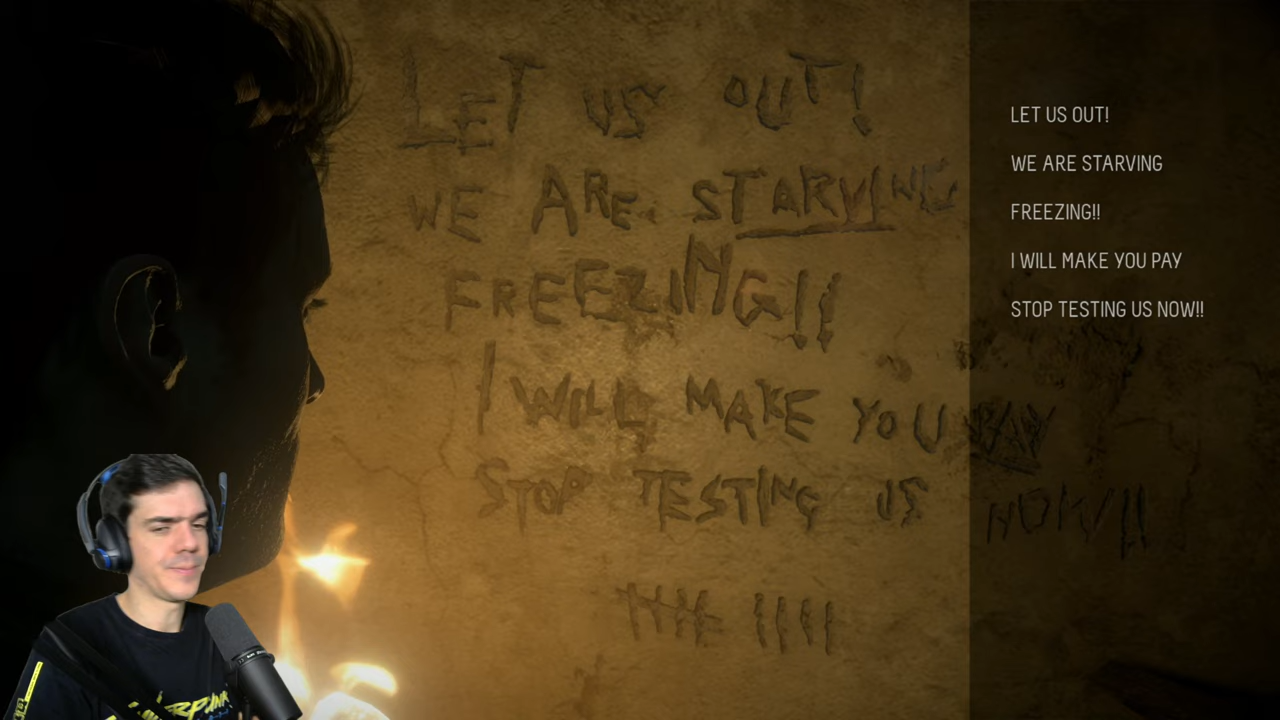 LET US OUT!
WE ARE STARVING
FREEZING!!
I WILL MAKE YOU PAY
STOP TESTING US NOW!!
LET US OUT!
WE ARE STARVING
FREEZING!!
I WILL MAKE YOU PAY
STOP TESTING US NOW!!